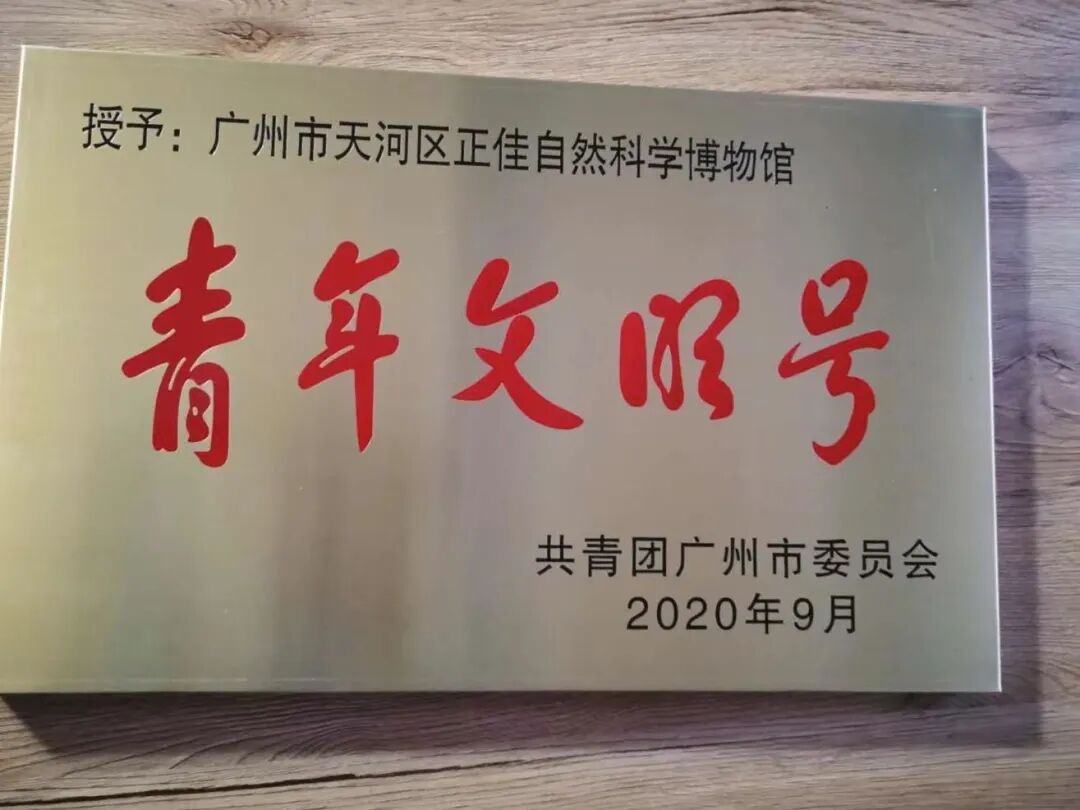 授予：广州市天河区正佳自然科学博物馆
青年文明号
共青团广州市委员会
2020年9月